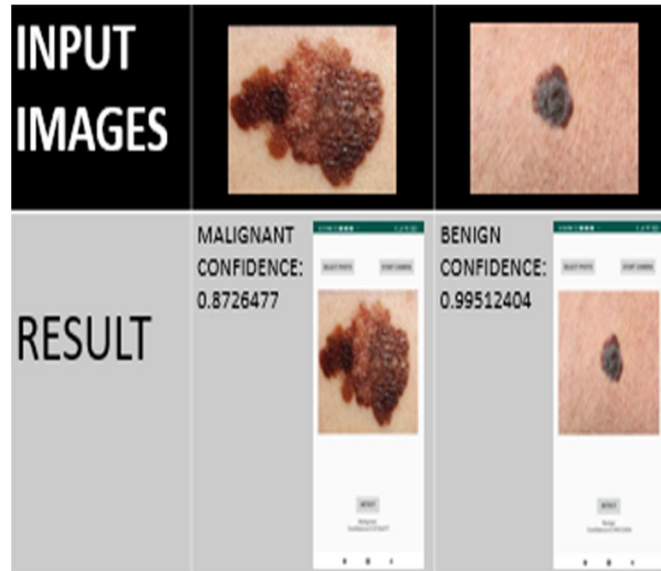 INPUT
IMAGES
RESULT
MALIGNANT
CONFIDENCE:
0.8726477
SELECT PHOTO
START CAMERA
DETECT
BENIGN
CONFIDENCE:
0.99512404
SELECT PHOTO
START CAMERA
DETECT